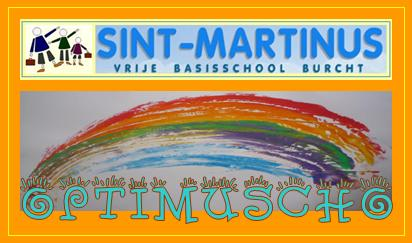 SINT-MARTINUS
VRIJE BASISSCHOOL BURCHT
OPTIMUSCHO